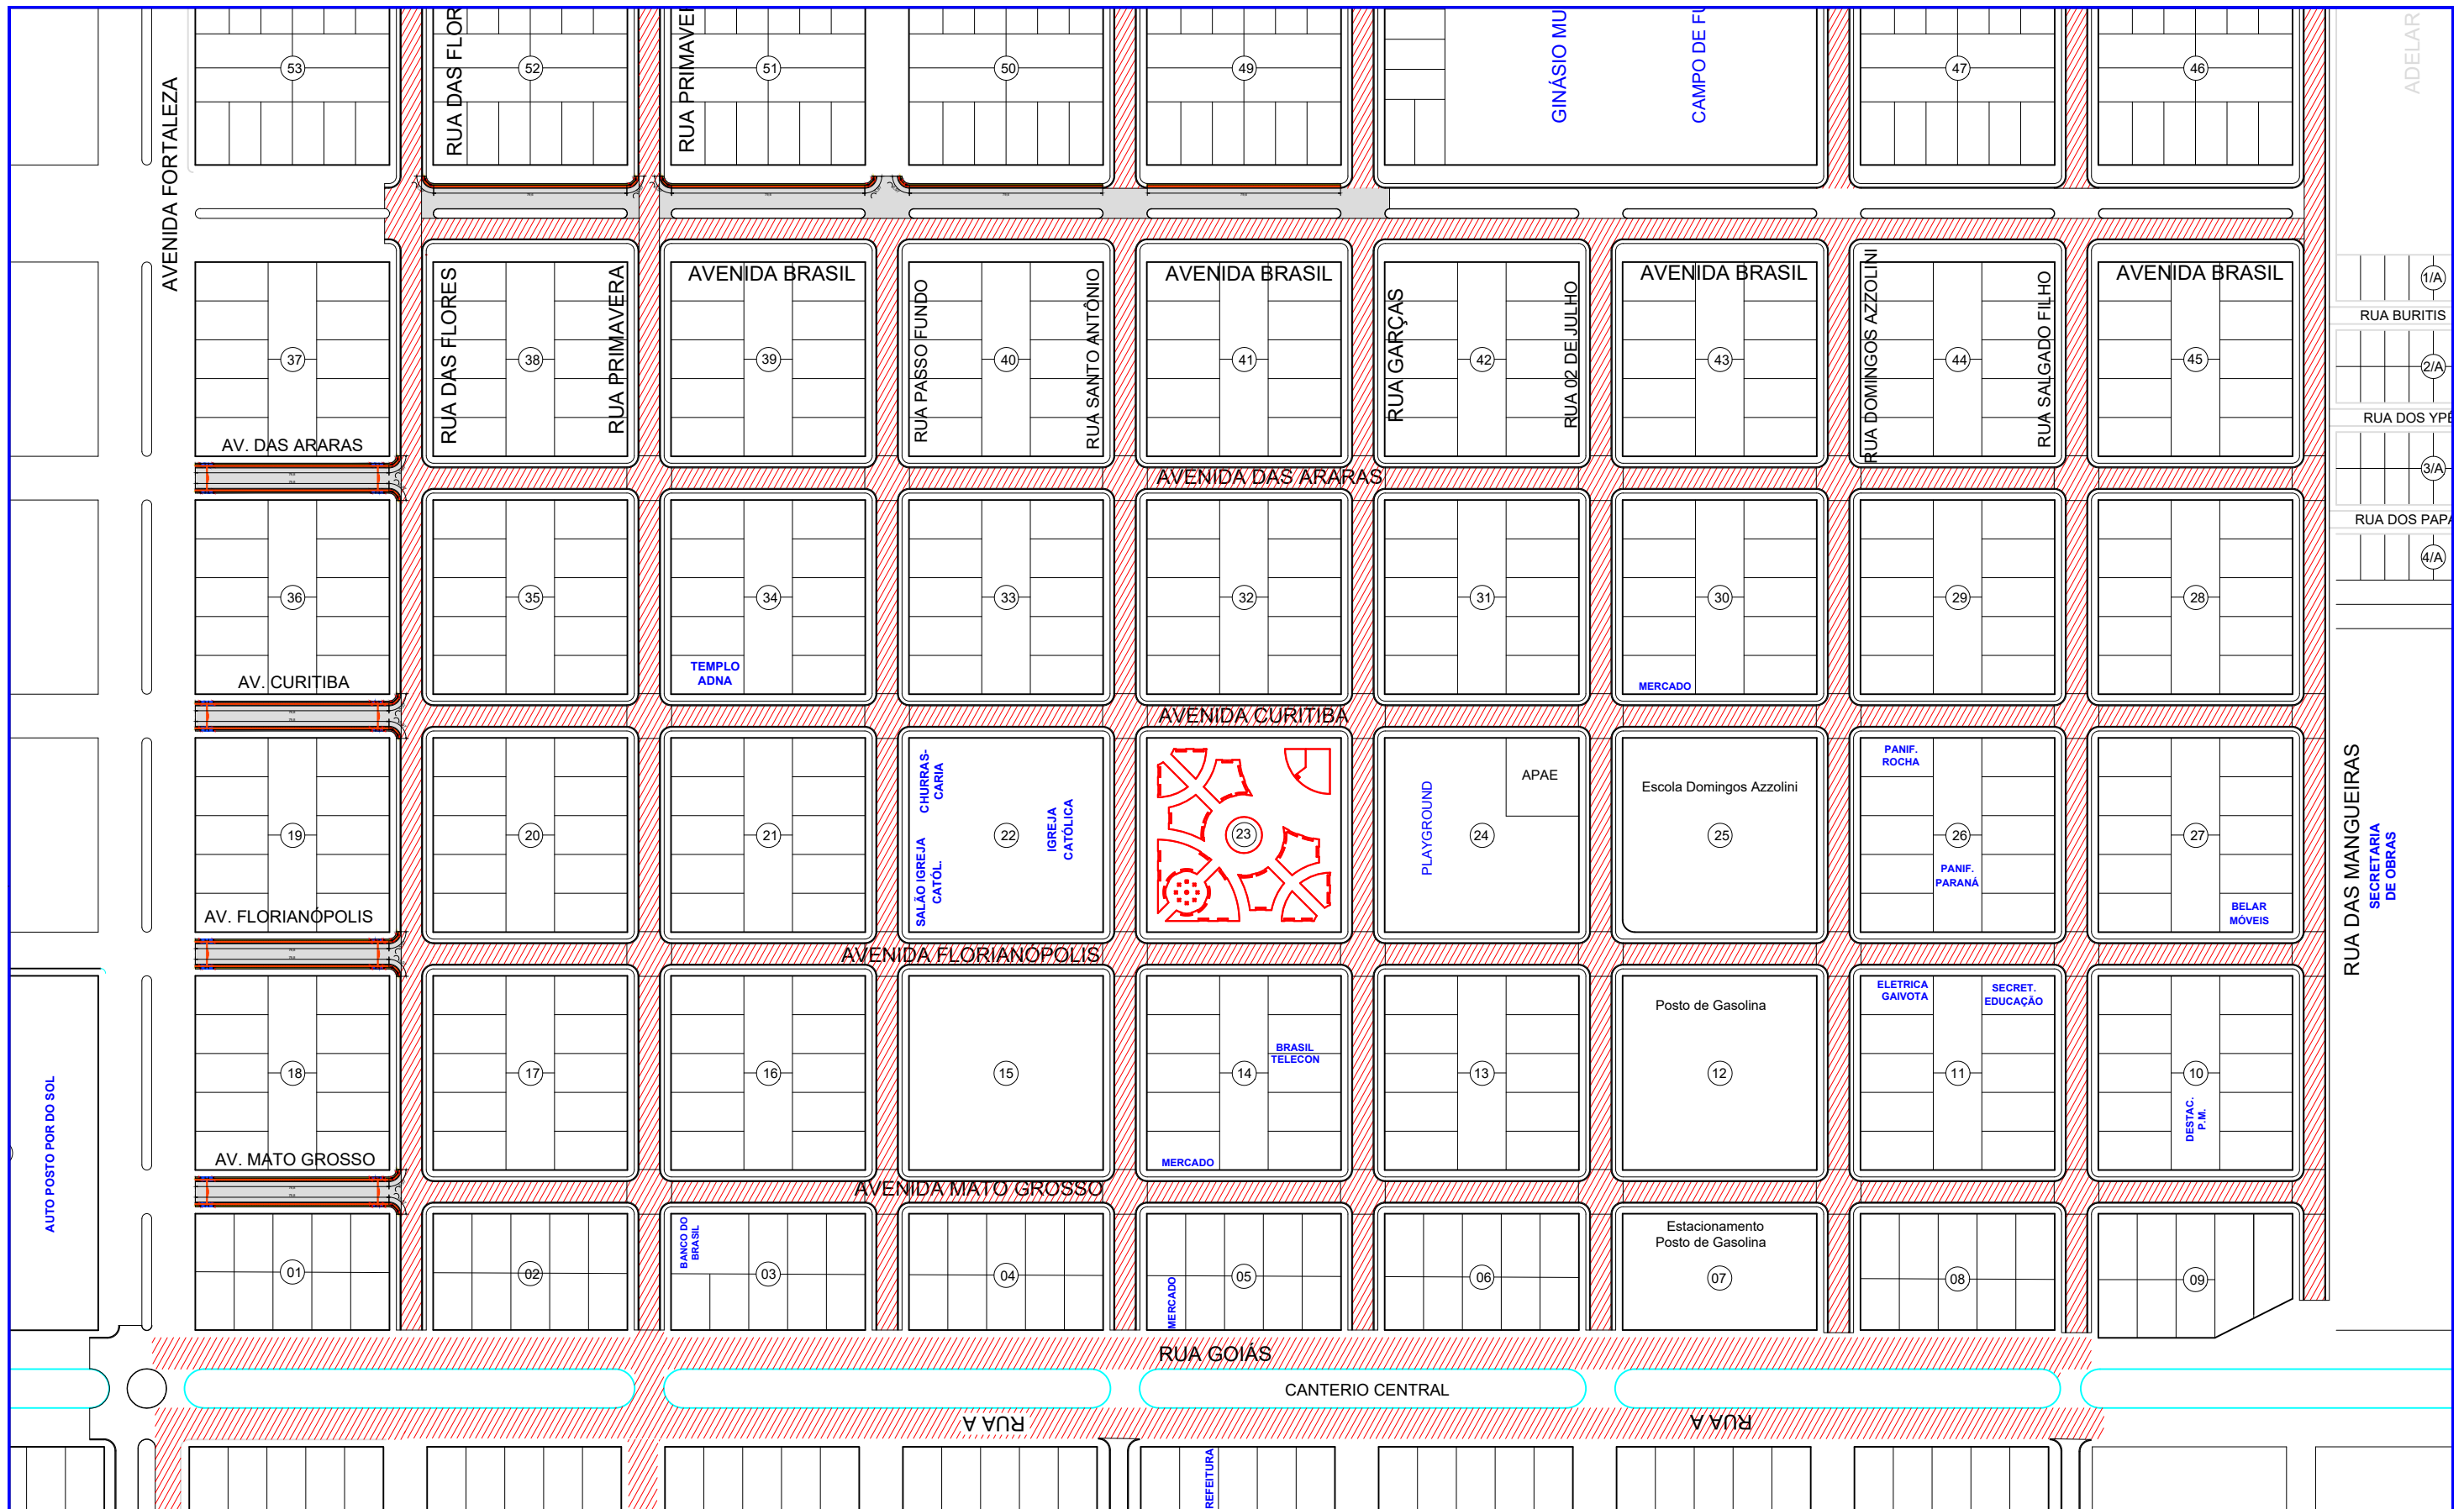 RUA DAS FLOR
RUA PRIMAVER
GINÁSIO MU
CAMPO DE FU
ADELAR
53
52
51
50
49
47
46
AVENIDA FORTALEZA
AVENIDA BRASIL
AVENIDA BRASIL
AVENIDA BRASIL
AVENIDA BRASIL
RUA DAS FLORES
RUA PRIMAVERA
RUA PASSO FUNDO
RUA SANTO ANTÔNIO
RUA GARÇAS
RUA 02 DE JULHO
RUA DOMINGOS AZZOLINI
RUA SALGADO FILHO
1/A
RUA BURITIS
37
38
39
40
41
42
43
44
45
2/A
RUA DOS YPÊ
AV. DAS ARARAS
AVENIDA DAS ARARAS
3/A
RUA DOS PAPA
4/A
36
35
34
33
32
31
30
29
28
TEMPLO
ADNA
MERCADO
AV. CURITIBA
AVENIDA CURITIBA
CHURRAS-
CARIA
SALÃO IGREJA
CATÓL.
IGREJA
CATÓLICA
PLAYGROUND
APAE
Escola Domingos Azzolini
PANIF.
ROCHA
19
20
21
22
23
24
25
26
27
PANIF.
PARANÁ
BELAR
MÓVEIS
RUA DAS MANGUEIRAS
SECRETARIA
DE OBRAS
AV. FLORIANÓPOLIS
AVENIDA FLORIANÓPOLIS
Posto de Gasolina
ELETRICA
GAIVOTA
SECRET.
EDUCAÇÃO
BRASIL
TELECON
18
17
16
15
14
13
12
11
10
DESTAC.
P.M.
AUTO POSTO POR DO SOL
MERCADO
AV. MATO GROSSO
AVENIDA MATO GROSSO
BANCO DO
BRASIL
Estacionamento
Posto de Gasolina
01
02
03
04
05
06
07
08
09
MERCADO
RUA GOIÁS
CANTERIO CENTRAL
RUA A
RUA A
REFEITURA